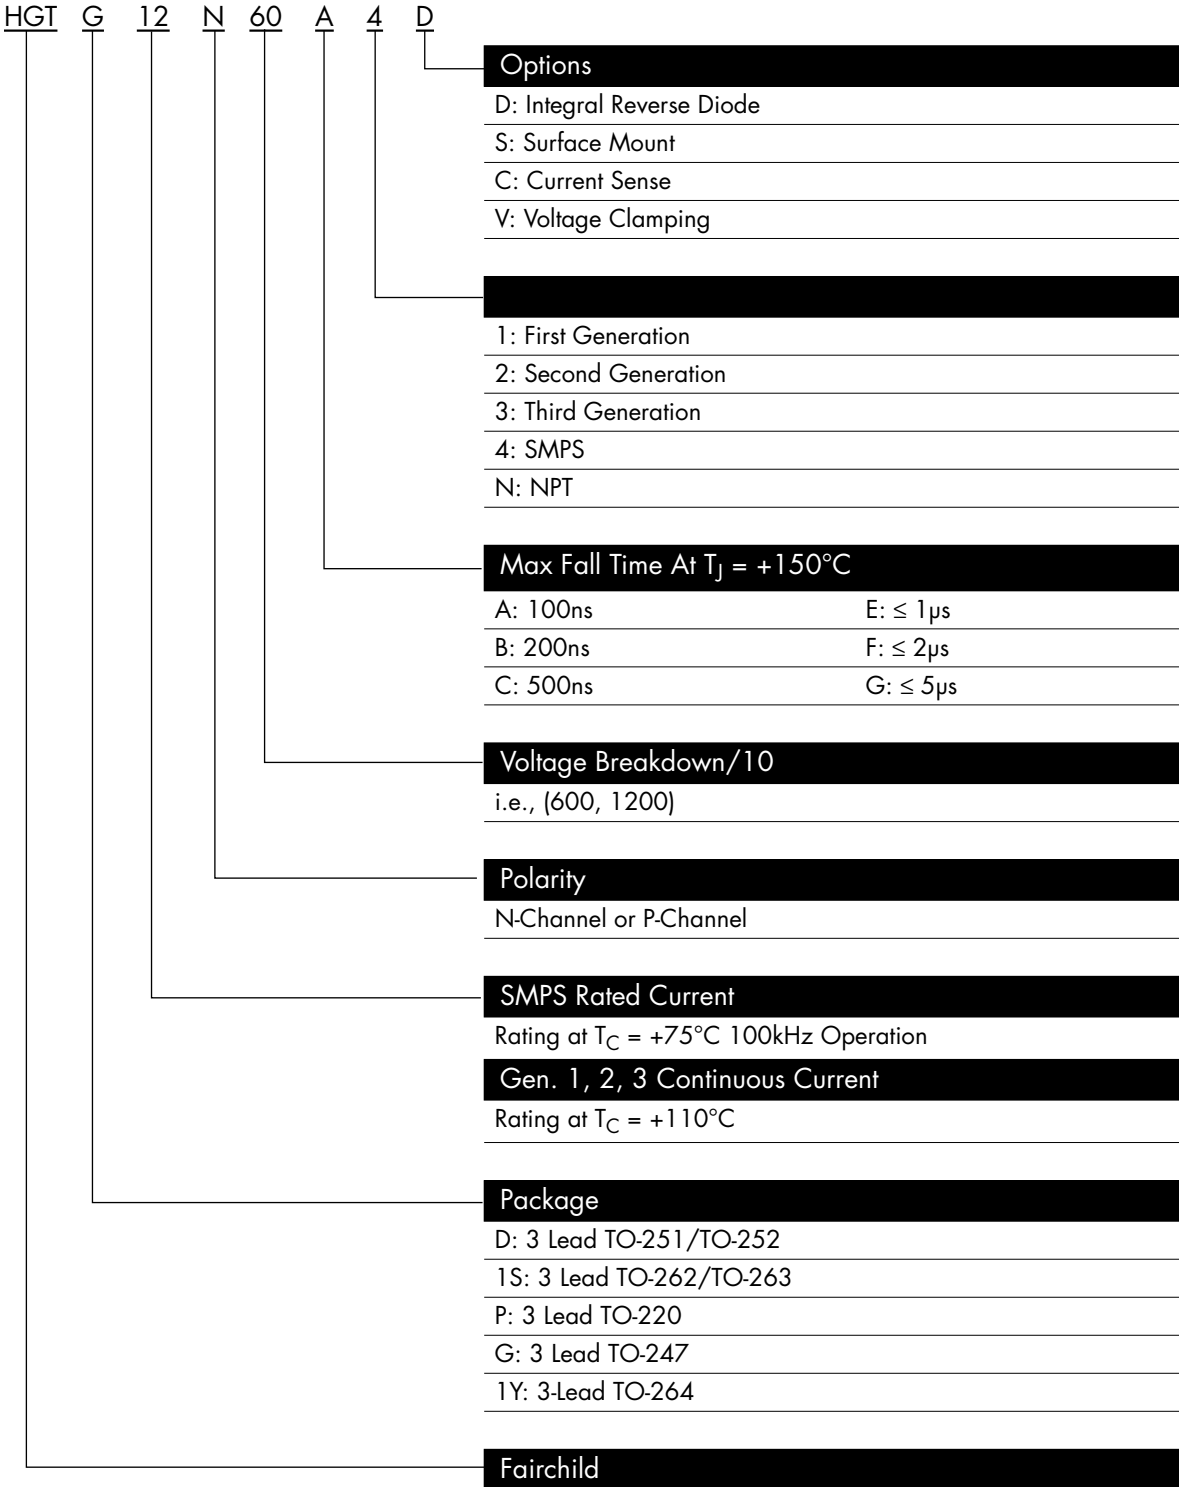 HGT G 12 N 60 A 4 D
Options
D: Integral Reverse Diode
S: Surface Mount
C: Current Sense
V: Voltage Clamping
1: First Generation
2: Second Generation
3: Third Generation
4: SMPS
N: NPT
Max Fall Time At TJ = +150°C
A: 100ns E: ≤ 1µs
B: 200ns F: ≤ 2µs
C: 500ns G: ≤ 5µs
Voltage Breakdown/10
i.e., (600, 1200)
Polarity
N-Channel or P-Channel
SMPS Rated Current
Rating at TC = +75°C 100kHz Operation
Gen. 1, 2, 3 Continuous Current
Rating at TC = +110°C
Package
D: 3 Lead TO-251/TO-252
1S: 3 Lead TO-262/TO-263
P: 3 Lead TO-220
G: 3 Lead TO-247
1Y: 3-Lead TO-264
Fairchild